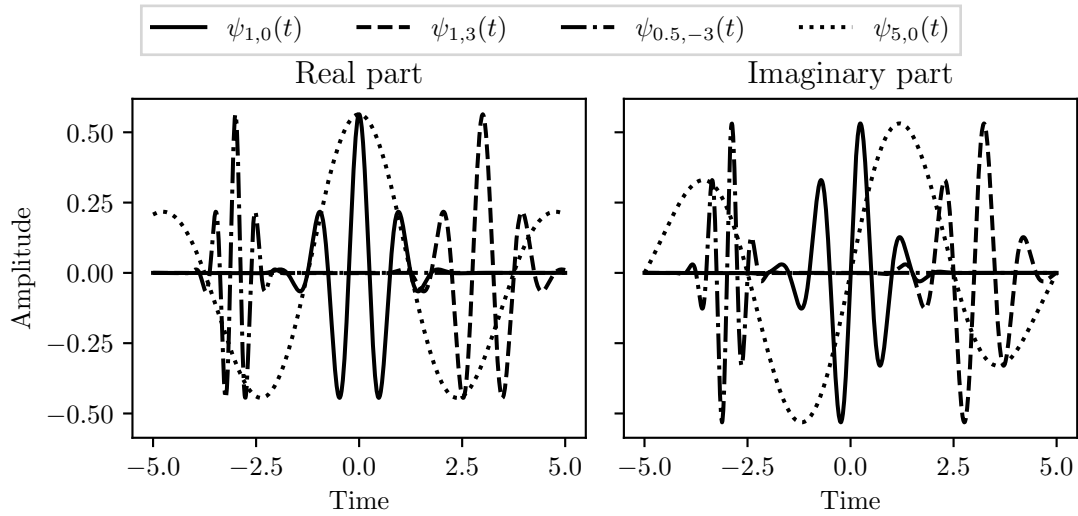 ψ₁,₀(t) ψ₁,₃(t) ψ₀.₅,₋₃(t) ψ₅,₀(t)
Real part Imaginary part
0.50
0.25
0.00
−0.25
−0.50
Amplitude
−5.0 −2.5 0.0 2.5 5.0 −5.0 −2.5 0.0 2.5 5.0
Time Time